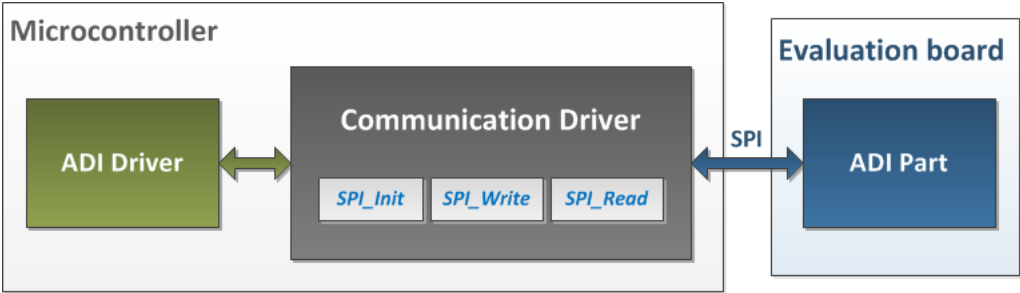 Microcontroller
Evaluation board
Communication Driver
SPI
ADI Driver
ADI Part
SPI_Init
SPI_Write
SPI_Read